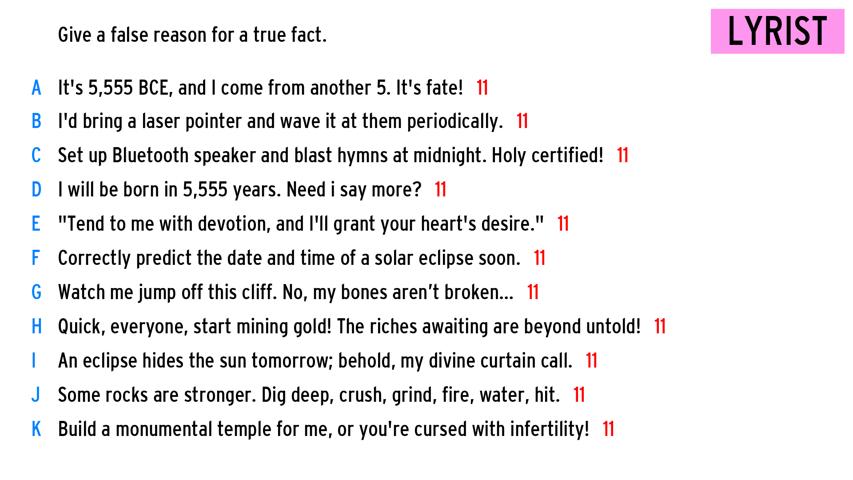 Give a false reason for a true fact.
LYRIST
A It's 5,555 BCE, and I come from another 5. It's fate! 11
B I'd bring a laser pointer and wave it at them periodically. 11
C Set up Bluetooth speaker and blast hymns at midnight. Holy certified! 11
D I will be born in 5,555 years. Need i say more? 11
E "Tend to me with devotion, and I'll grant your heart's desire." 11
F Correctly predict the date and time of a solar eclipse soon. 11
G Watch me jump off this cliff. No, my bones aren’t broken... 11
H Quick, everyone, start mining gold! The riches awaiting are beyond untold! 11
I An eclipse hides the sun tomorrow; behold, my divine curtain call. 11
J Some rocks are stronger. Dig deep, crush, grind, fire, water, hit. 11
K Build a monumental temple for me, or you're cursed with infertility! 11